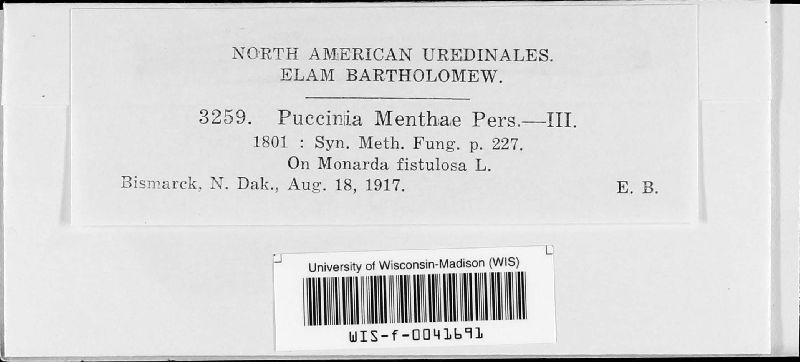 NORTH AMERICAN UREDINALES.
ELAM BARTHOLOMEW.
3259. Puccinia Menthae Pers.—III.
1801 : Syn. Meth. Fung. p. 227.
On Monarda fistulosa L.
Bismarck, N. Dak., Aug. 18, 1917. E. B.
University of Wisconsin-Madison (WIS)
WIS-f-0041691